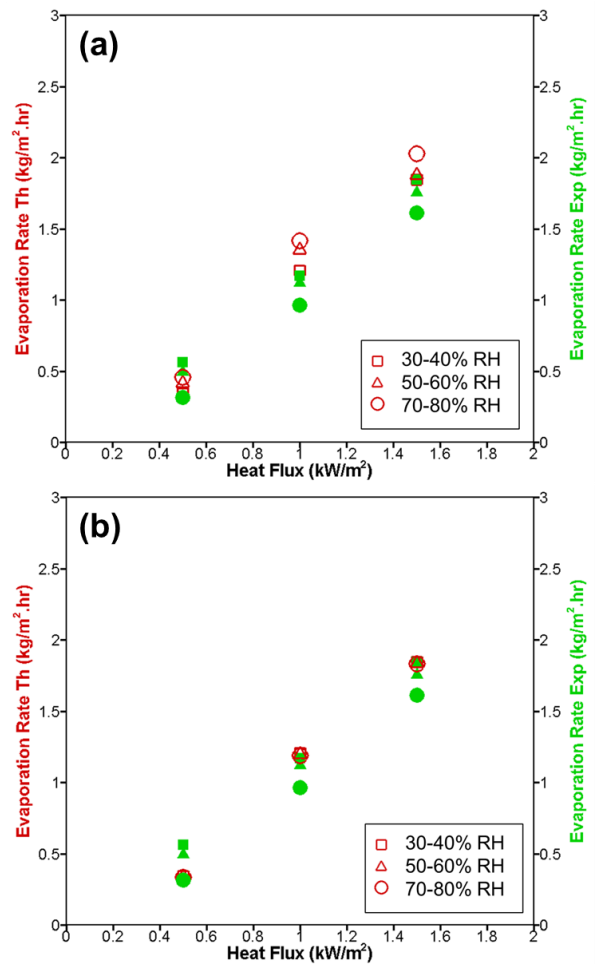 (a)
3
2.5
2
1.5
1
0.5
0
3
2.5
2
1.5
1
0.5
0
0 0.2 0.4 0.6 0.8 1 1.2 1.4 1.6 1.8 2
Heat Flux (kW/m²)
Evaporation Rate Th (kg/m².hr)
Evaporation Rate Exp (kg/m².hr)
30-40% RH
50-60% RH
70-80% RH
(b)
3
2.5
2
1.5
1
0.5
0
3
2.5
2
1.5
1
0.5
0
0 0.2 0.4 0.6 0.8 1 1.2 1.4 1.6 1.8 2
Heat Flux (kW/m²)
Evaporation Rate Th (kg/m².hr)
Evaporation Rate Exp (kg/m².hr)
30-40% RH
50-60% RH
70-80% RH